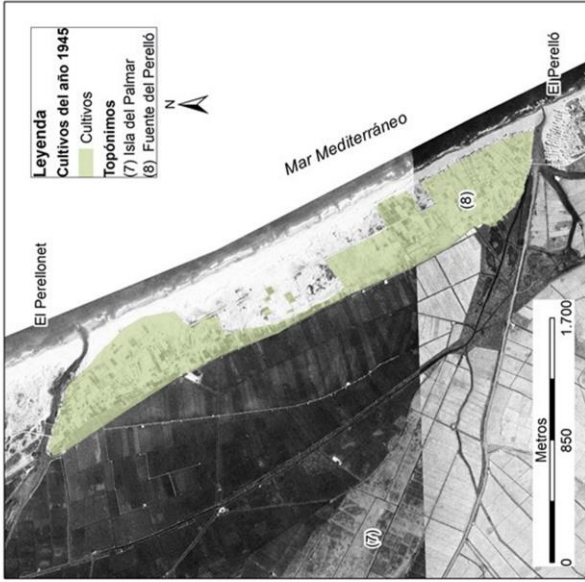 Leyenda
Cultivos del año 1945
Cultivos
Topónimos
(7) Isla del Palmar
(8) Fuente del Perelló
N
El Perellonet
Mar Mediterráneo
El Perelló
(8)
(7)
Metros
0 850 1.700